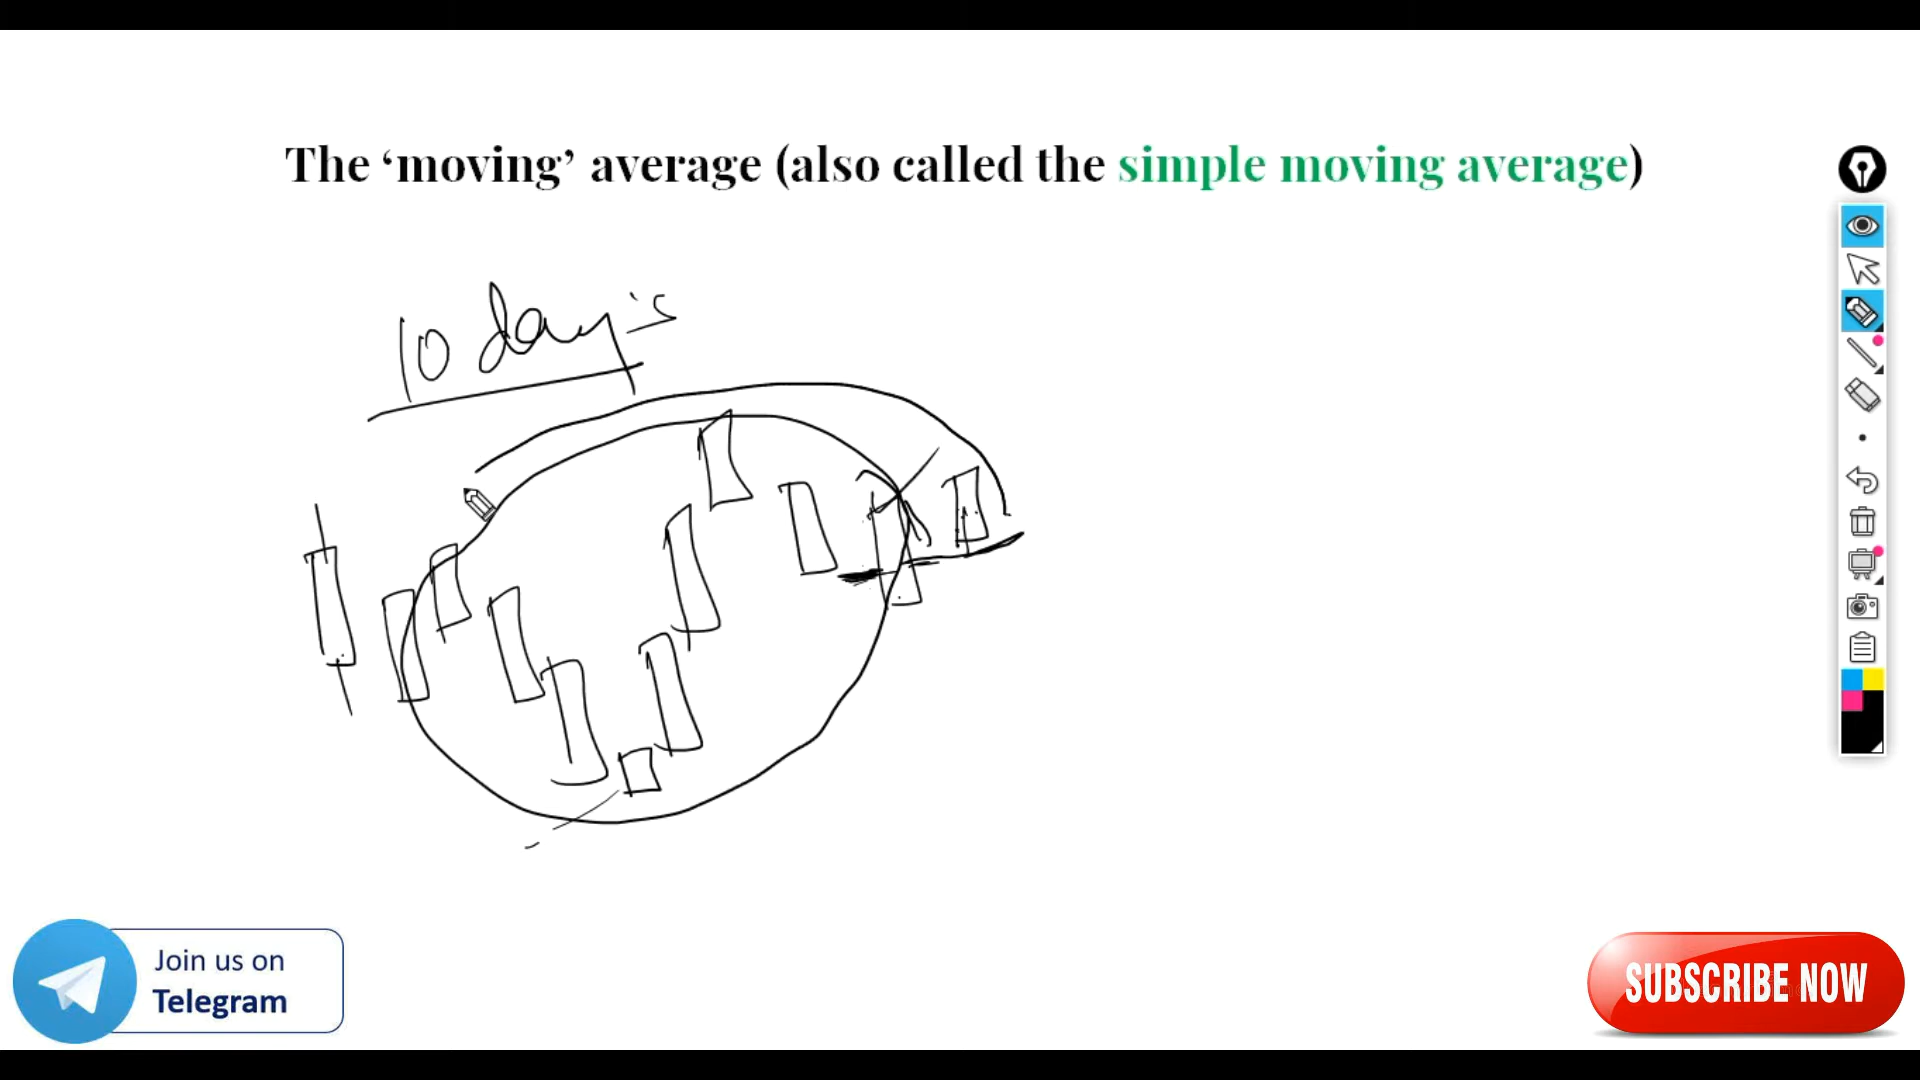 The ‘moving’ average (also called the simple moving average)
10 day's
Join us on
Telegram
SUBSCRIBE NOW